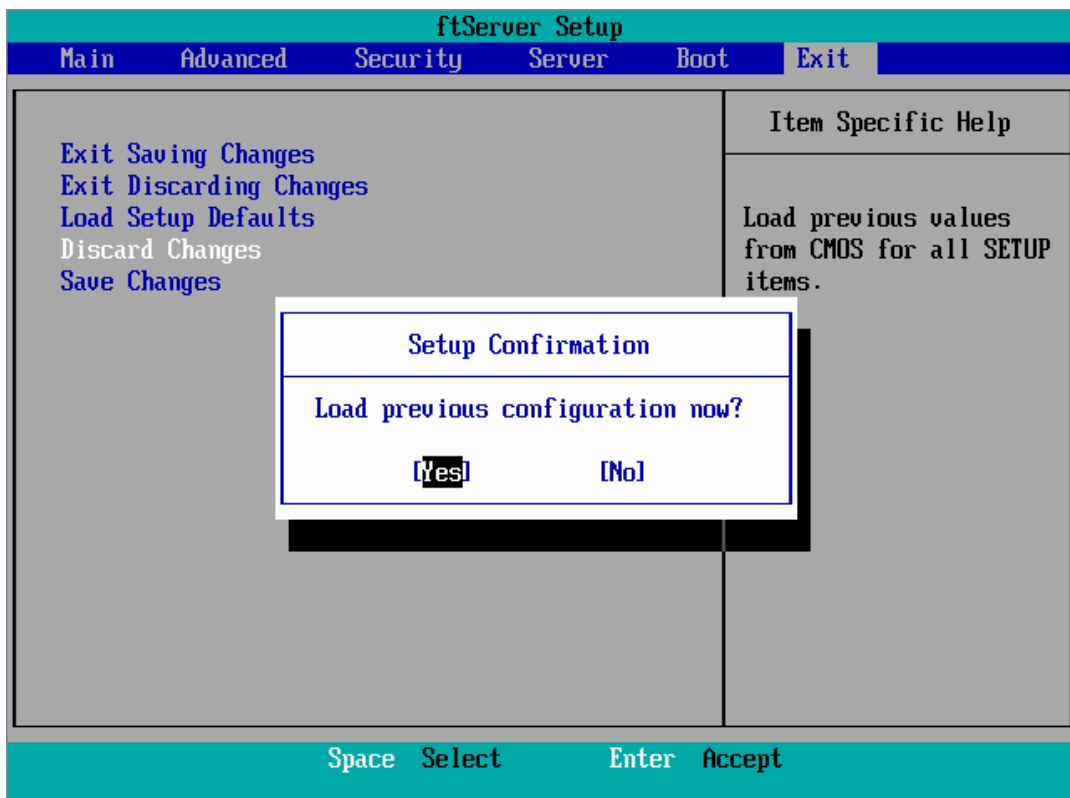 ftServer Setup
Main Advanced Security Server Boot Exit
Exit Saving Changes
Exit Discarding Changes
Load Setup Defaults
Discard Changes
Save Changes
Item Specific Help
Load previous values
from CMOS for all SETUP
items.
Setup Confirmation
Load previous configuration now?
[Yes] [No]
Space Select Enter Accept